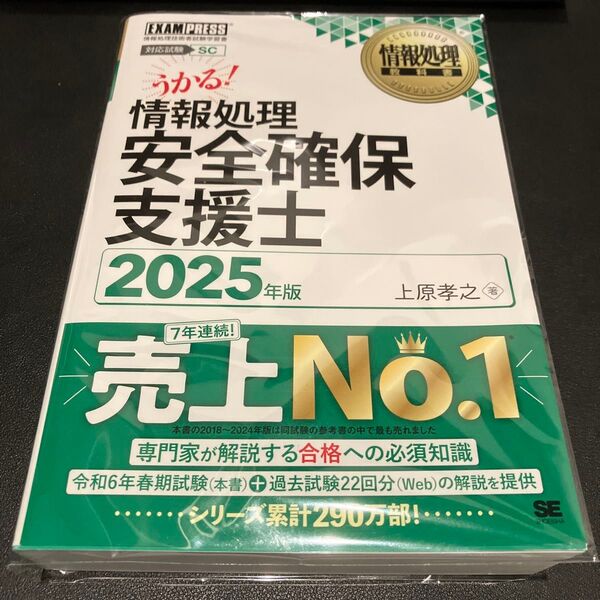 EXAMPRESS
情報処理技術者試験学習書
対応試験 SC
情報処理
教科書
うかる!
情報処理
安全確保
支援士
2025年版
上原孝之 著
7年連続!
売上No.1
本書の2018〜2024年版は同試験の参考書の中で最も売れました
専門家が解説する合格への必須知識
令和6年春期試験(本書)+過去試験22回分(Web)の解説を提供
シリーズ累計290万部!
SE
SHOEISHA